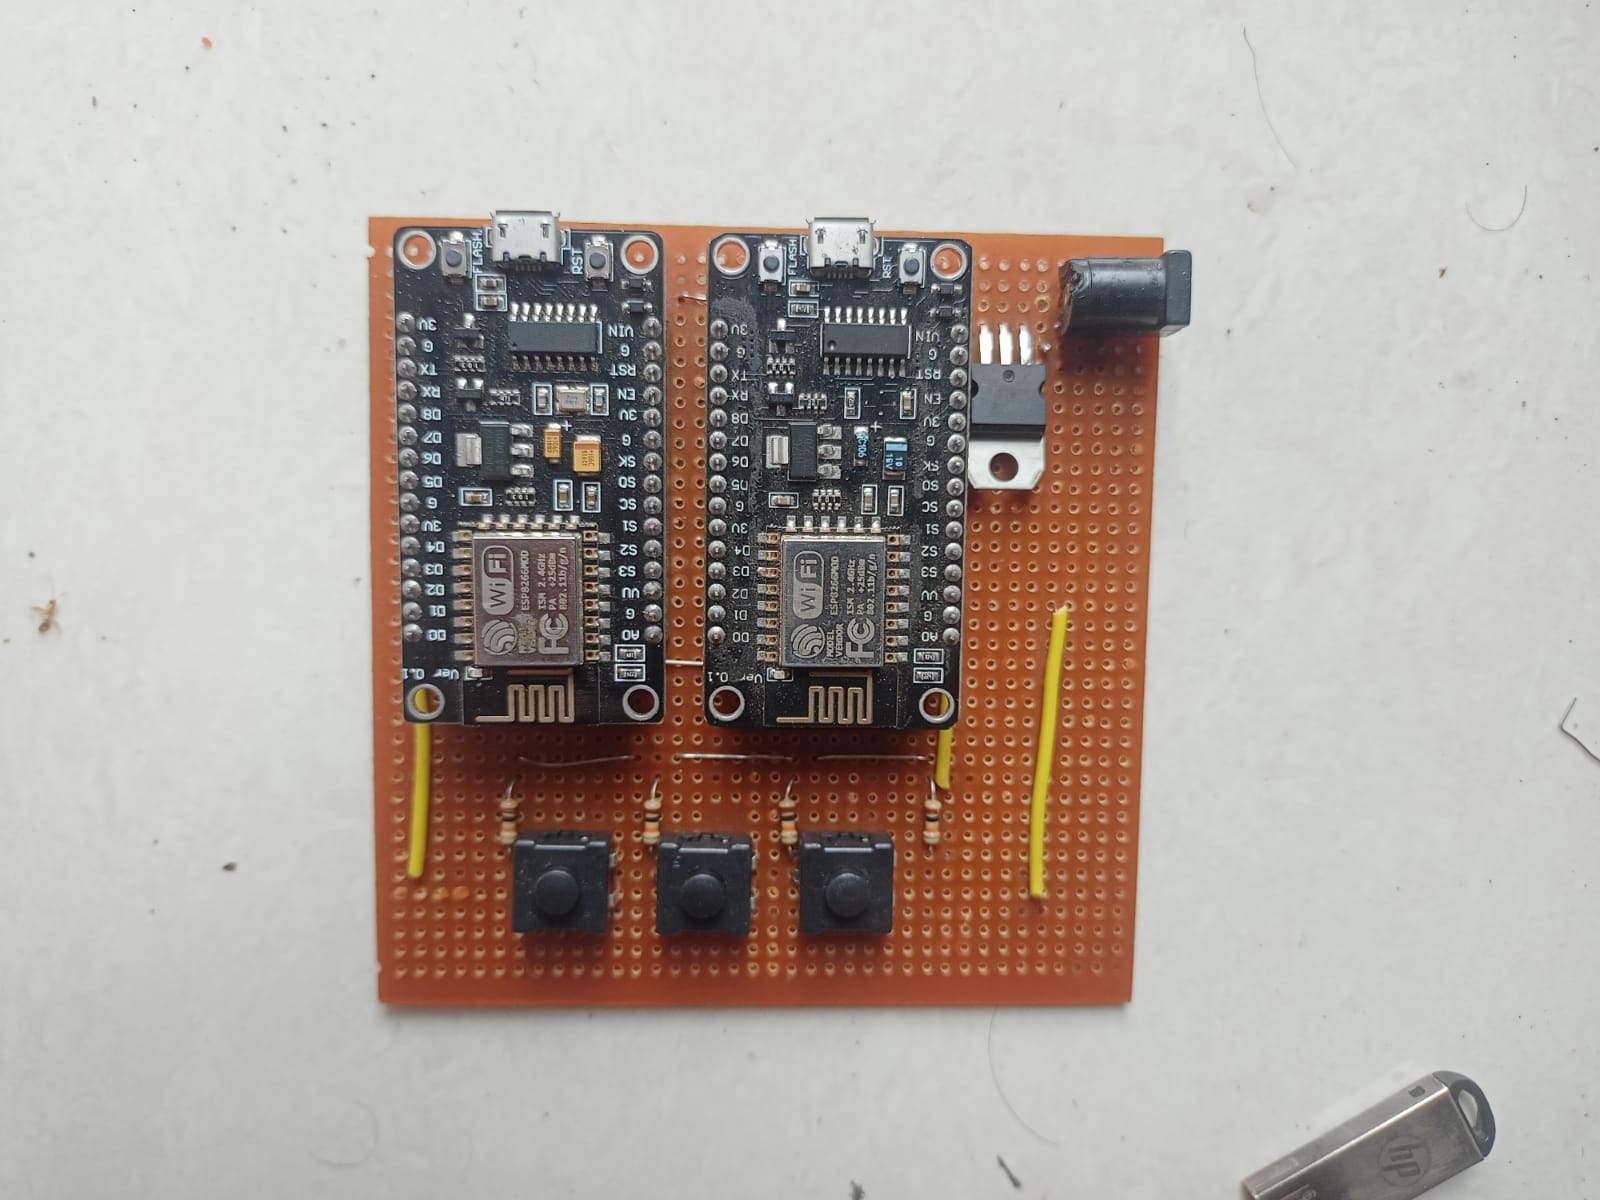 FLASH
RST
3V
G
TX
RX
D8
D7
D6
D5
G
3V
D4
D3
D2
D1
D0
VIN
G
RST
EN
3V
G
SK
SO
SC
S1
S2
S3
VU
G
A0
WiFi
MODEL ESP8266MOD
VENDOR
ISM 2.4GHz
PA +25dBm
802.11b/g/n
FC
Ver 0.1
FLASH
RST
3V
G
TX
RX
D8
D7
D6
D5
G
3V
D4
D3
D2
D1
D0
VIN
G
RST
EN
3V
G
SK
SO
SC
S1
S2
S3
VU
G
A0
WiFi
MODEL ESP8266MOD
VENDOR
ISM 2.4GHz
PA +25dBm
802.11b/g/n
FC
Ver 0.1
hp